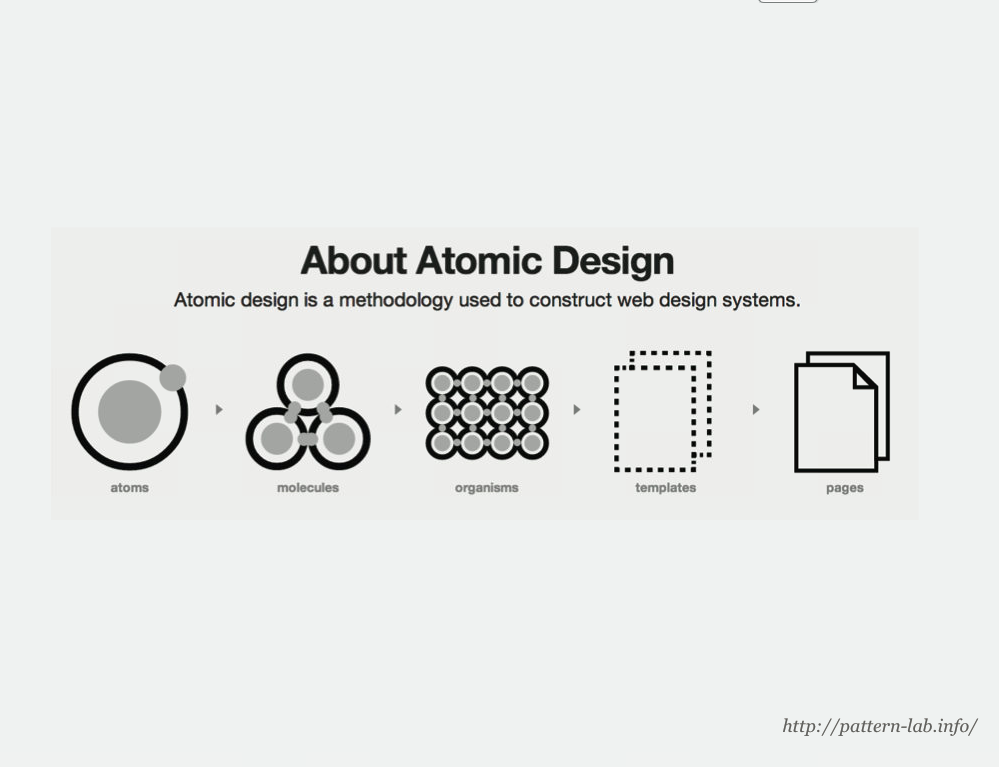 About Atomic Design
Atomic design is a methodology used to construct web design systems.
atoms
molecules
organisms
templates
pages
http://pattern-lab.info/